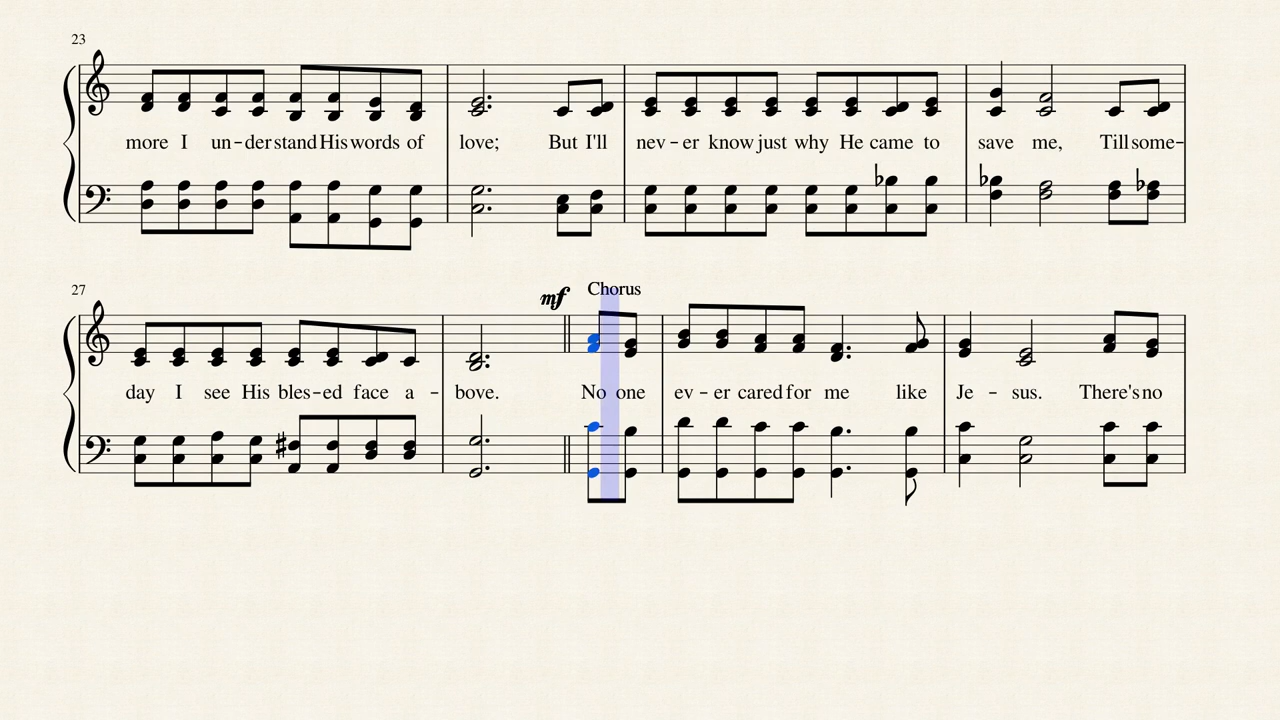 23
more I un-derstand His words of love; But I'll nev-er know just why He came to save me, Till some-
27
mf Chorus
day I see His bles-ed face a-bove. No one ev-er cared for me like Je-sus. There's no